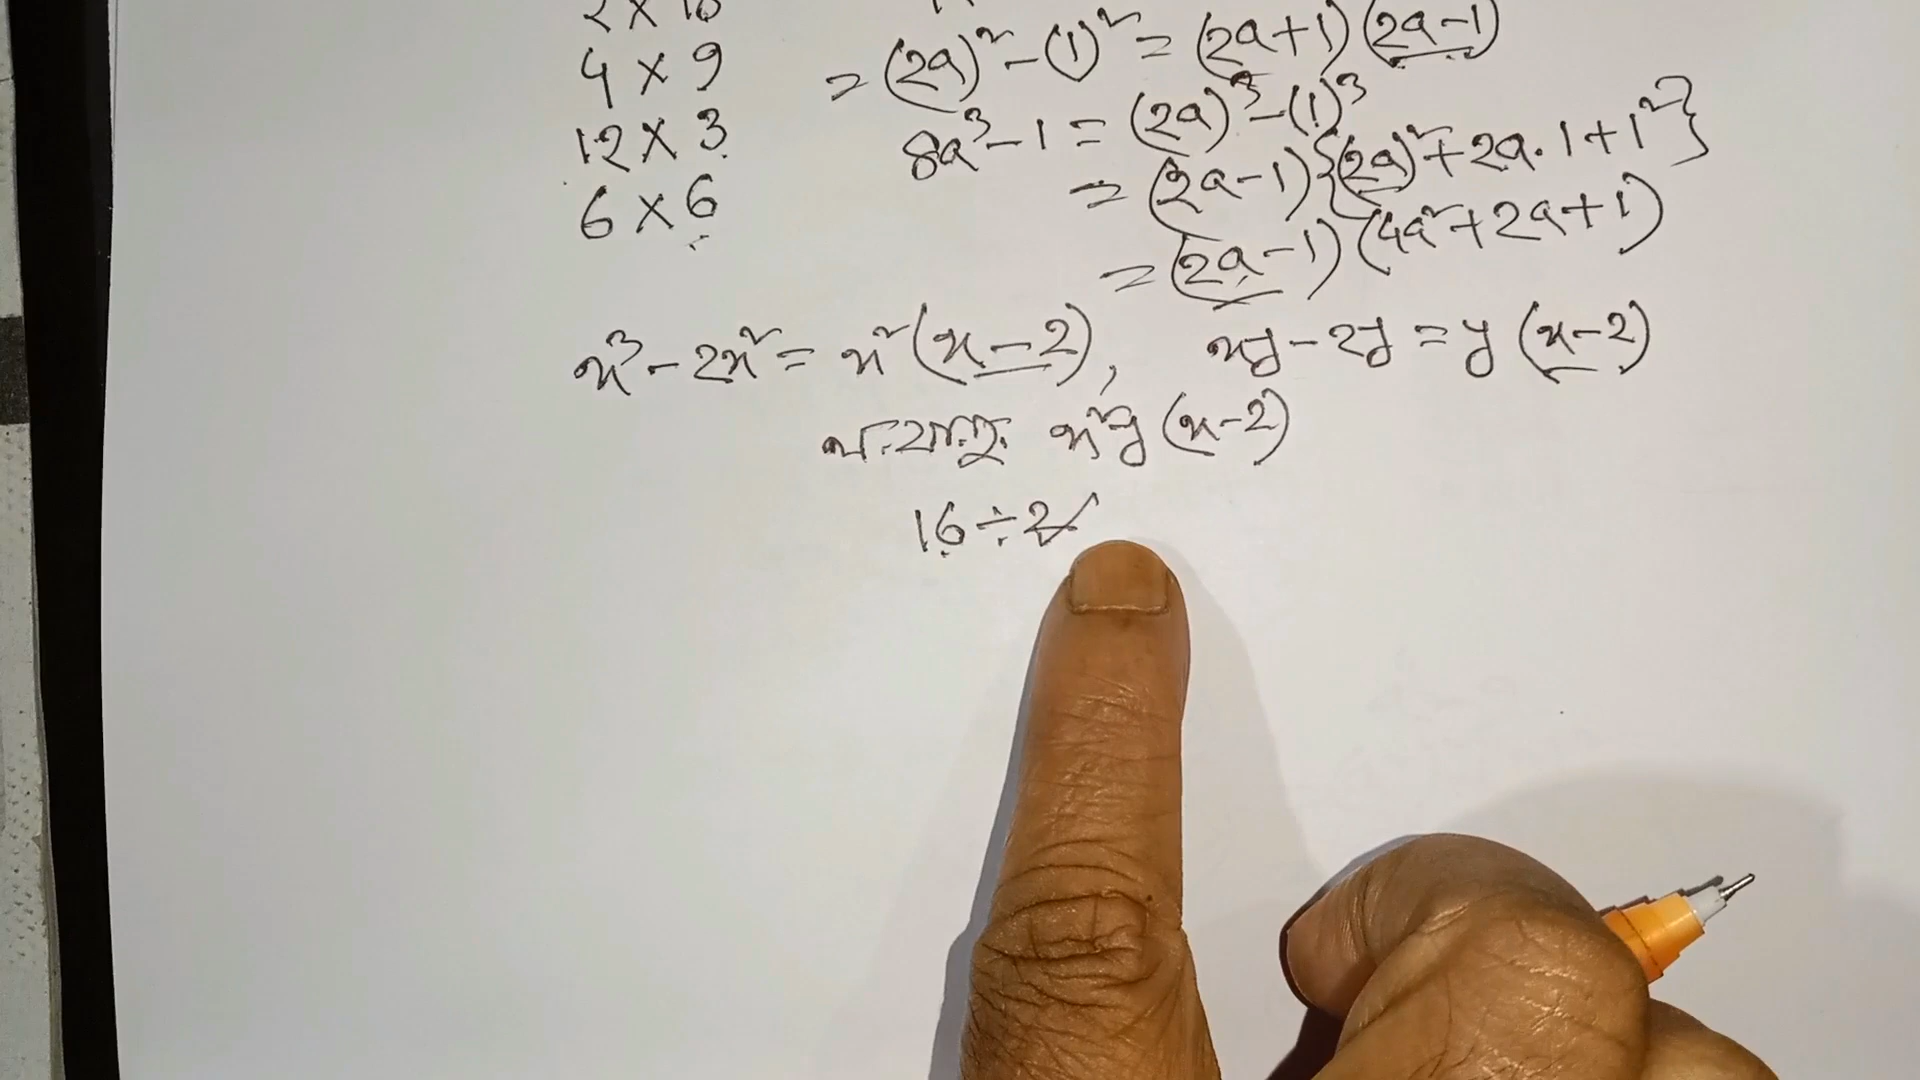 2 × 18
4 × 9
12 × 3
6 × 6
= (2a)² - (1)² = (2a+1)(2a-1)
8a³ - 1 = (2a)³ - (1)³
= (2a-1){(2a)² + 2a.1 + 1²}
= (2a-1)(4a² + 2a + 1)
x³ - 2x² = x²(x-2), xy - 2y = y(x-2)
ল.সা.গু. x²y(x-2)
16 ÷ 2